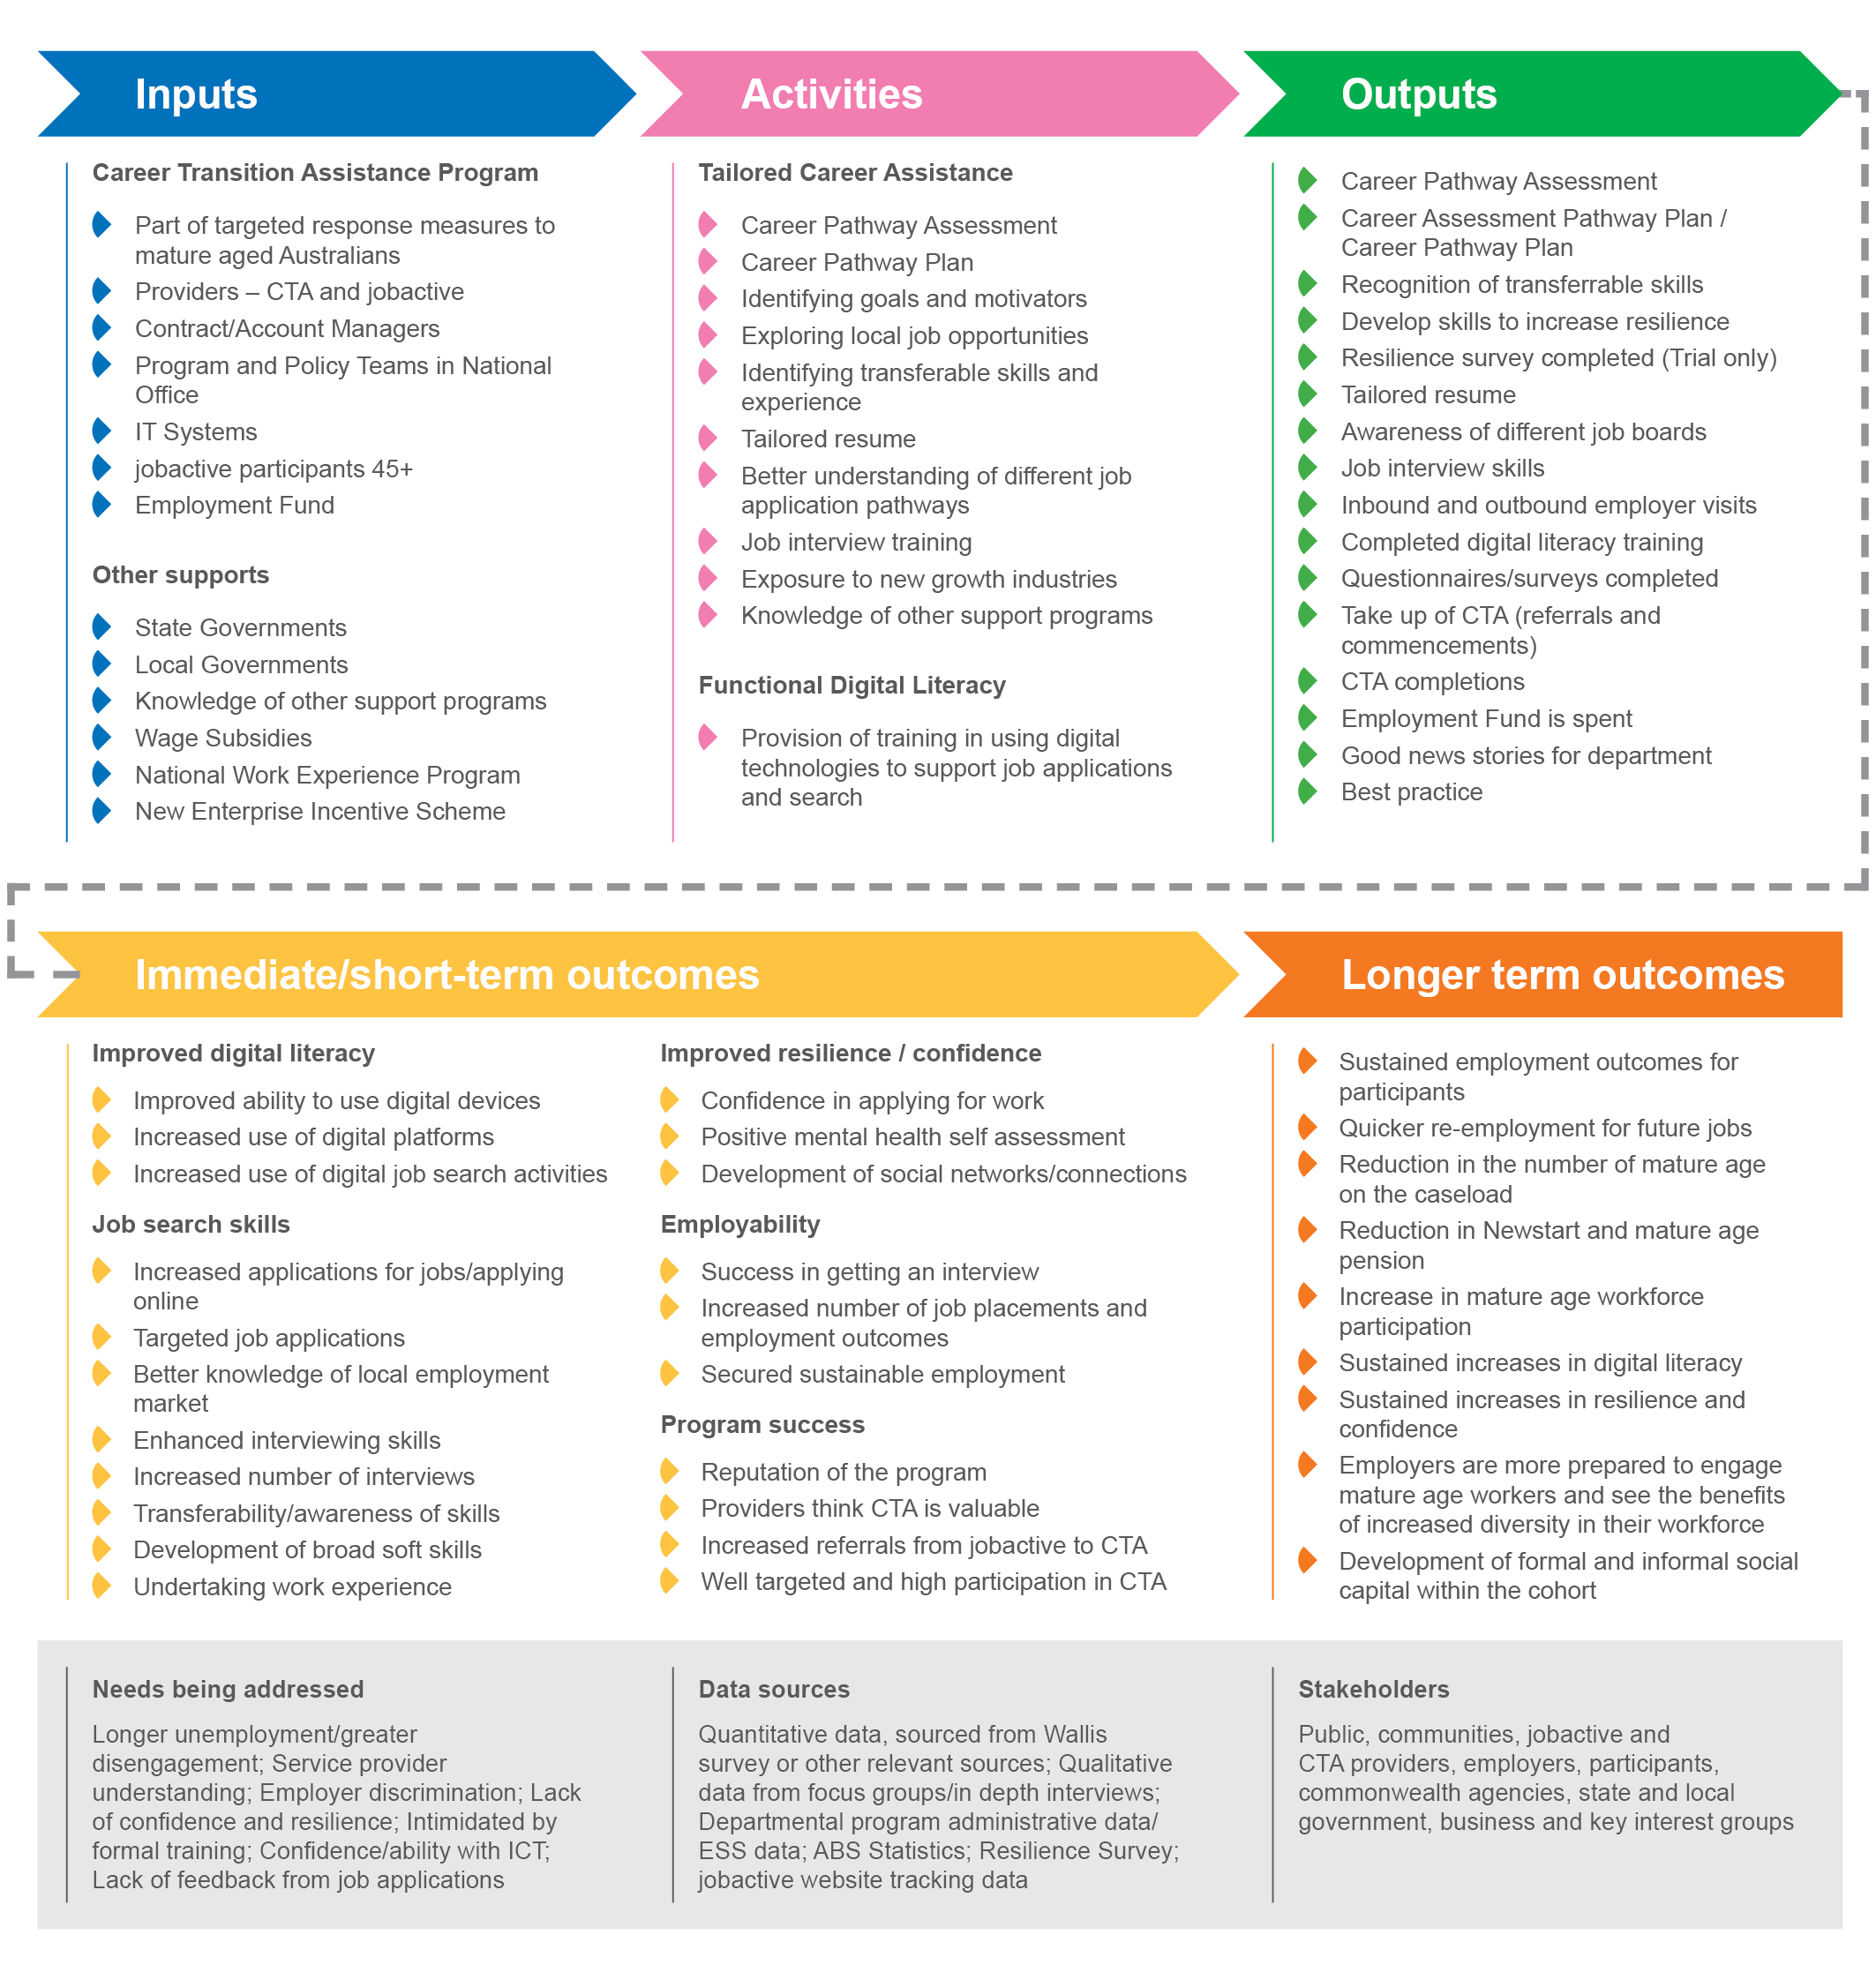 Inputs
Career Transition Assistance Program
Part of targeted response measures to
mature aged Australians
Providers – CTA and jobactive
Contract/Account Managers
Program and Policy Teams in National
Office
IT Systems
jobactive participants 45+
Employment Fund
Other supports
State Governments
Local Governments
Knowledge of other support programs
Wage Subsidies
National Work Experience Program
New Enterprise Incentive Scheme
Activities
Tailored Career Assistance
Career Pathway Assessment
Career Pathway Plan
Identifying goals and motivators
Exploring local job opportunities
Identifying transferable skills and
experience
Tailored resume
Better understanding of different job
application pathways
Job interview training
Exposure to new growth industries
Knowledge of other support programs
Functional Digital Literacy
Provision of training in using digital
technologies to support job applications
and search
Outputs
Career Pathway Assessment
Career Assessment Pathway Plan /
Career Pathway Plan
Recognition of transferrable skills
Develop skills to increase resilience
Resilience survey completed (Trial only)
Tailored resume
Awareness of different job boards
Job interview skills
Inbound and outbound employer visits
Completed digital literacy training
Questionnaires/surveys completed
Take up of CTA (referrals and
commencements)
CTA completions
Employment Fund is spent
Good news stories for department
Best practice
Immediate/short-term outcomes
Improved digital literacy
Improved ability to use digital devices
Increased use of digital platforms
Increased use of digital job search activities
Job search skills
Increased applications for jobs/applying
online
Targeted job applications
Better knowledge of local employment
market
Enhanced interviewing skills
Increased number of interviews
Transferability/awareness of skills
Development of broad soft skills
Undertaking work experience
Improved resilience / confidence
Confidence in applying for work
Positive mental health self assessment
Development of social networks/connections
Employability
Success in getting an interview
Increased number of job placements and
employment outcomes
Secured sustainable employment
Program success
Reputation of the program
Providers think CTA is valuable
Increased referrals from jobactive to CTA
Well targeted and high participation in CTA
Longer term outcomes
Sustained employment outcomes for
participants
Quicker re-employment for future jobs
Reduction in the number of mature age
on the caseload
Reduction in Newstart and mature age
pension
Increase in mature age workforce
participation
Sustained increases in digital literacy
Sustained increases in resilience and
confidence
Employers are more prepared to engage
mature age workers and see the benefits
of increased diversity in their workforce
Development of formal and informal social
capital within the cohort
Needs being addressed
Longer unemployment/greater
disengagement; Service provider
understanding; Employer discrimination; Lack
of confidence and resilience; Intimidated by
formal training; Confidence/ability with ICT;
Lack of feedback from job applications
Data sources
Quantitative data, sourced from Wallis
survey or other relevant sources; Qualitative
data from focus groups/in depth interviews;
Departmental program administrative data/
ESS data; ABS Statistics; Resilience Survey;
jobactive website tracking data
Stakeholders
Public, communities, jobactive and
CTA providers, employers, participants,
commonwealth agencies, state and local
government, business and key interest groups